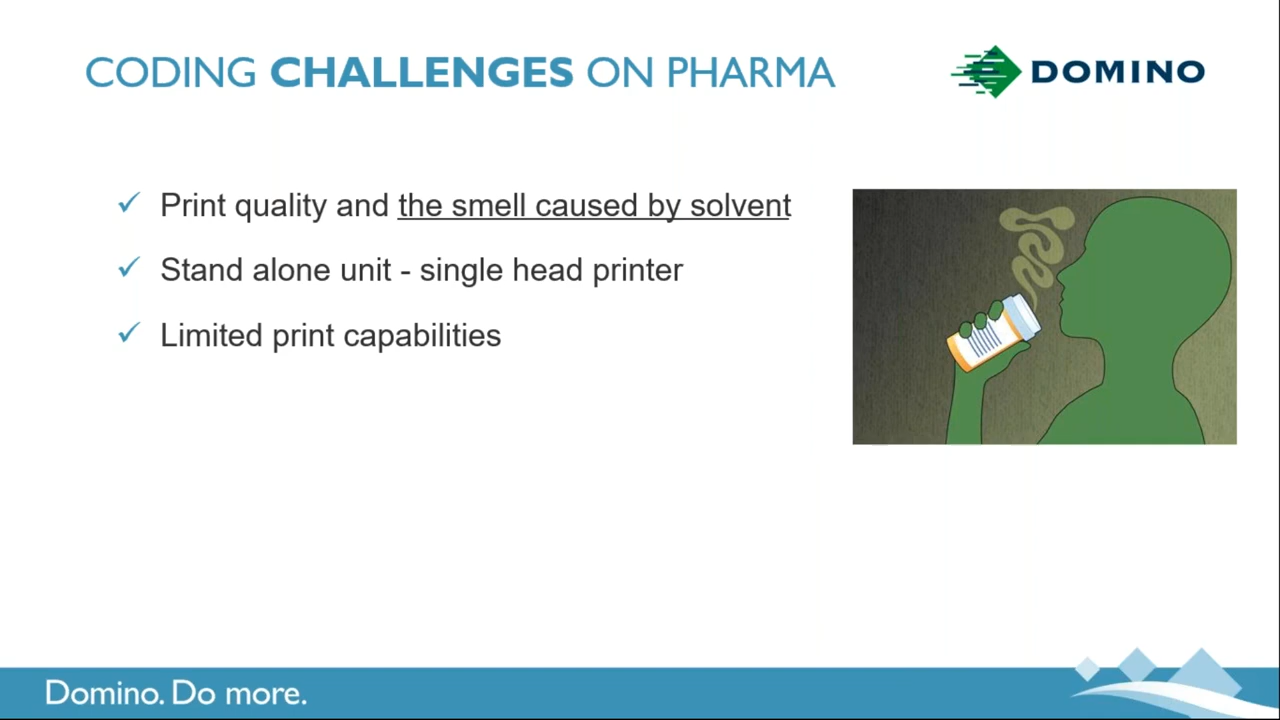 CODING CHALLENGES ON PHARMA
DOMINO
Print quality and the smell caused by solvent
Stand alone unit - single head printer
Limited print capabilities
Domino. Do more.